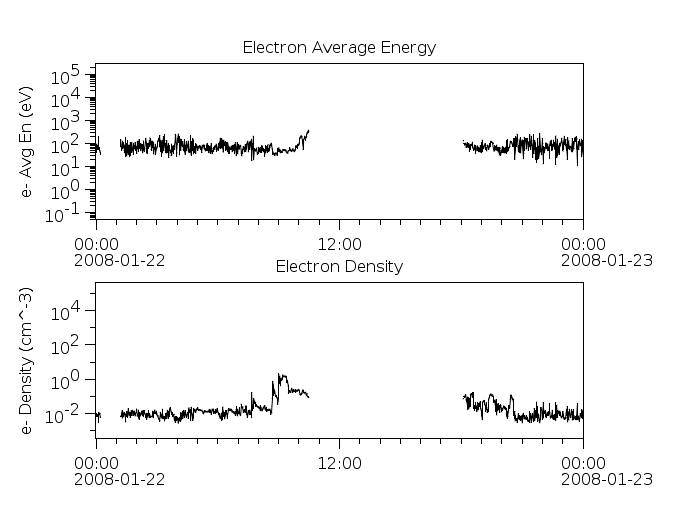 Electron Average Energy
e- Avg En (eV)
10^5
10^4
10^3
10^2
10^1
10^0
10^-1
00:00 12:00 00:00
2008-01-22 2008-01-23
Electron Density
e- Density (cm^-3)
10^4
10^2
10^0
10^-2
00:00 12:00 00:00
2008-01-22 2008-01-23